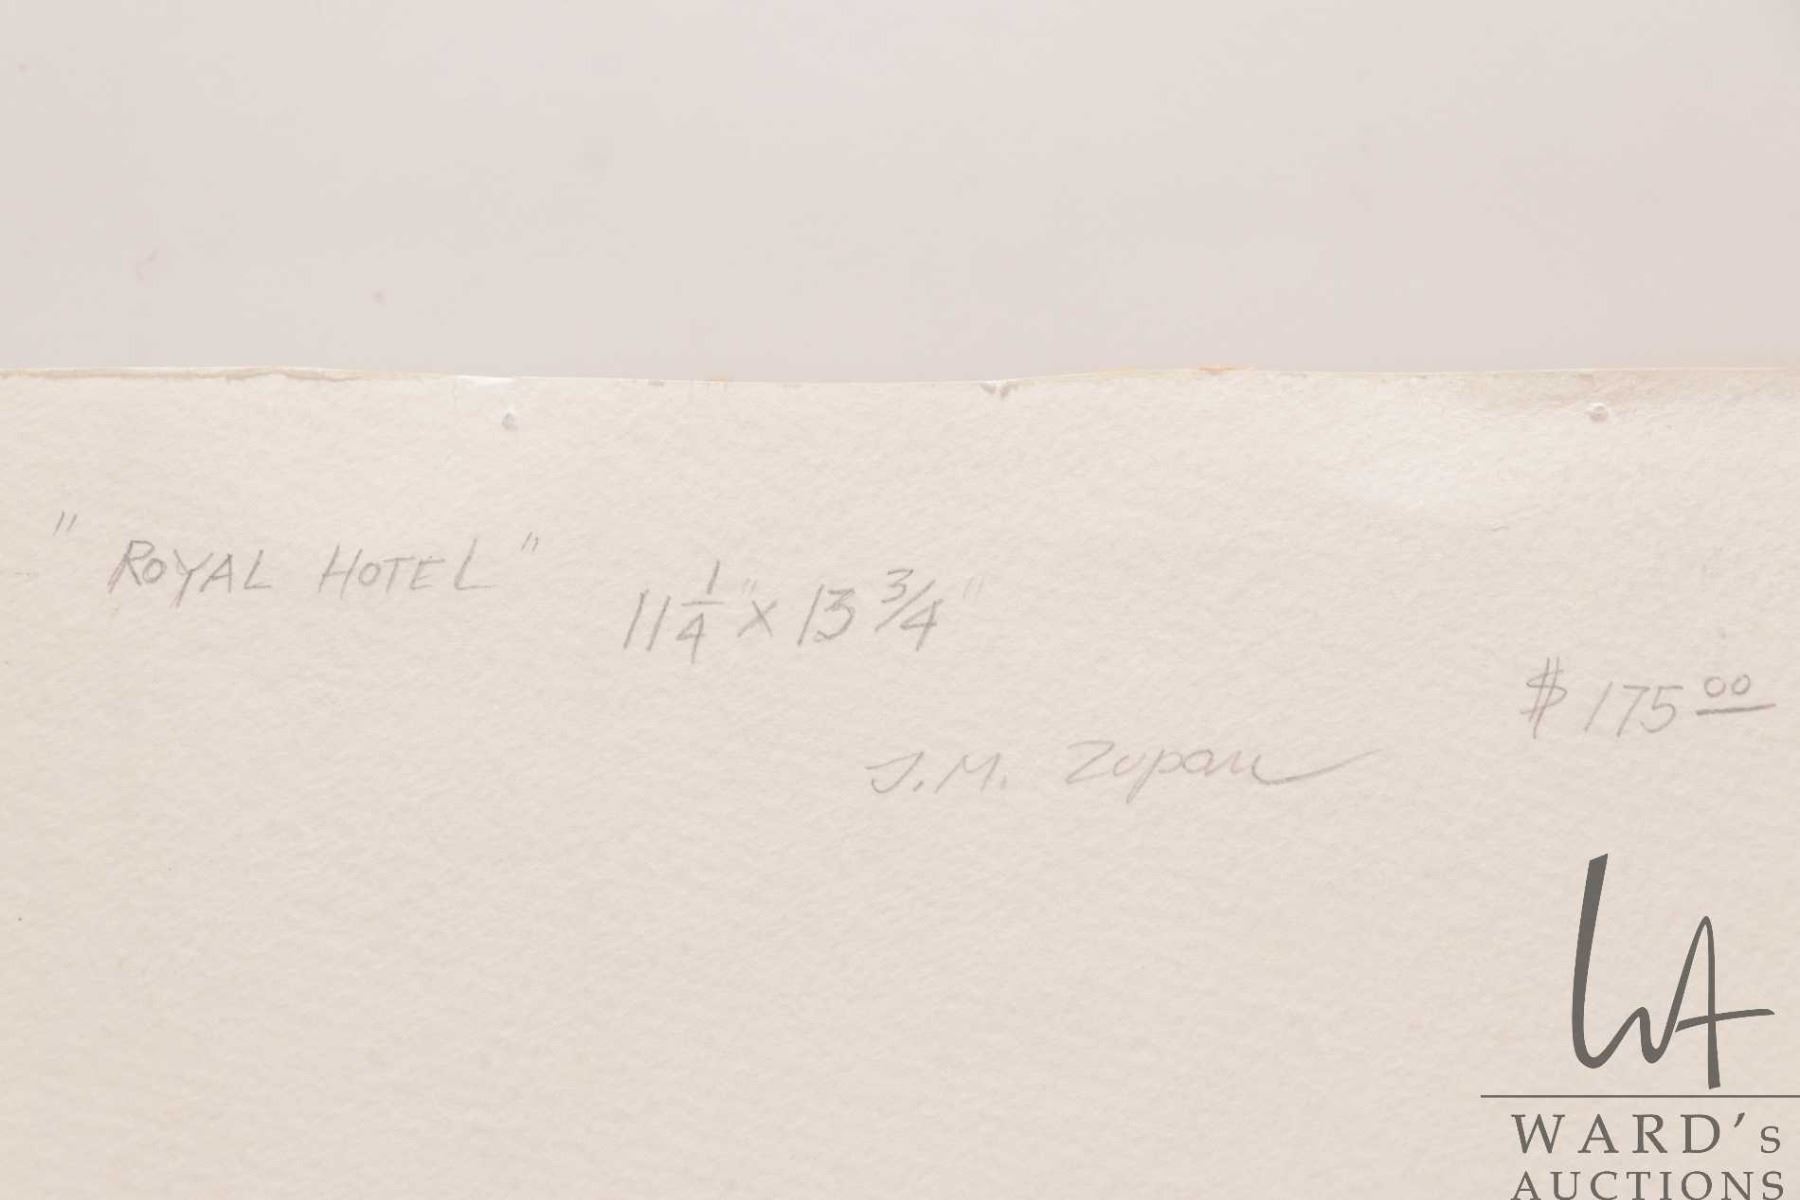 "ROYAL HOTEL"
11 1/4" x 13 3/4"
$175.00
J.M. Zupan
WARD's
AUCTIONS